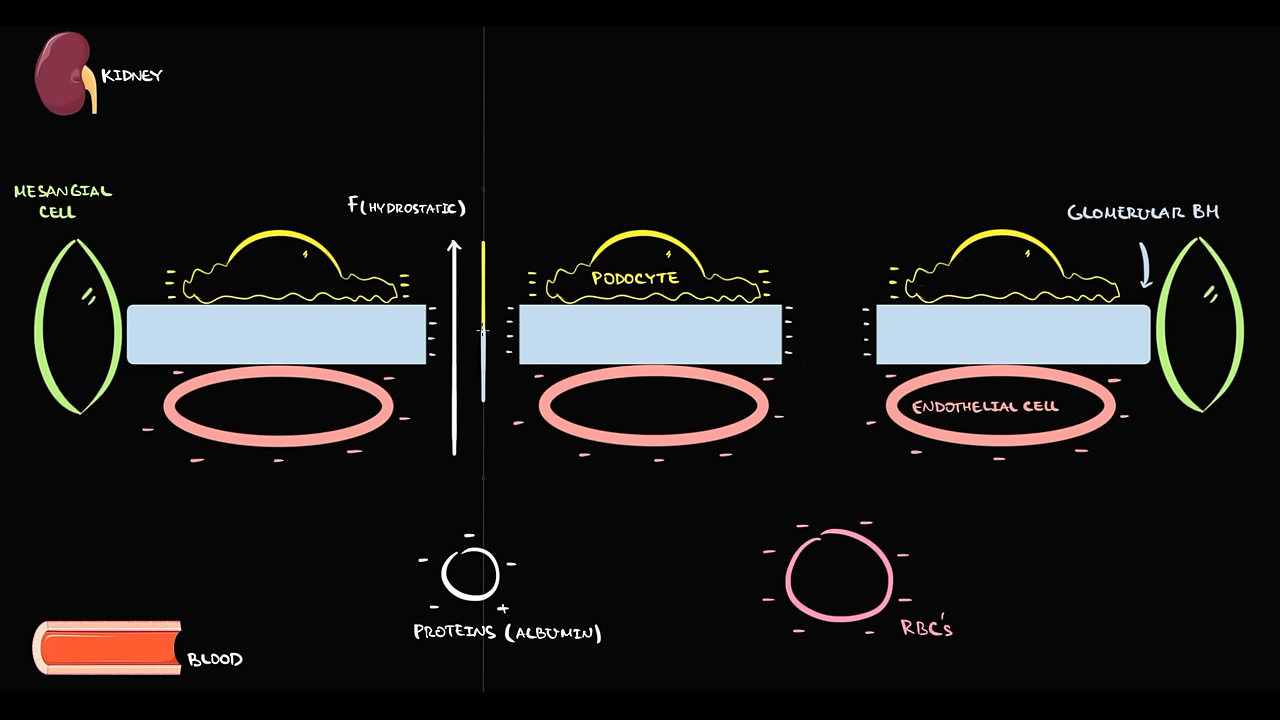 KIDNEY
MESANGIAL
CELL
F(HYDROSTATIC)
GLOMERULAR BM
PODOCYTE
ENDOTHELIAL CELL
PROTEINS (ALBUMIN)
RBC's
BLOOD